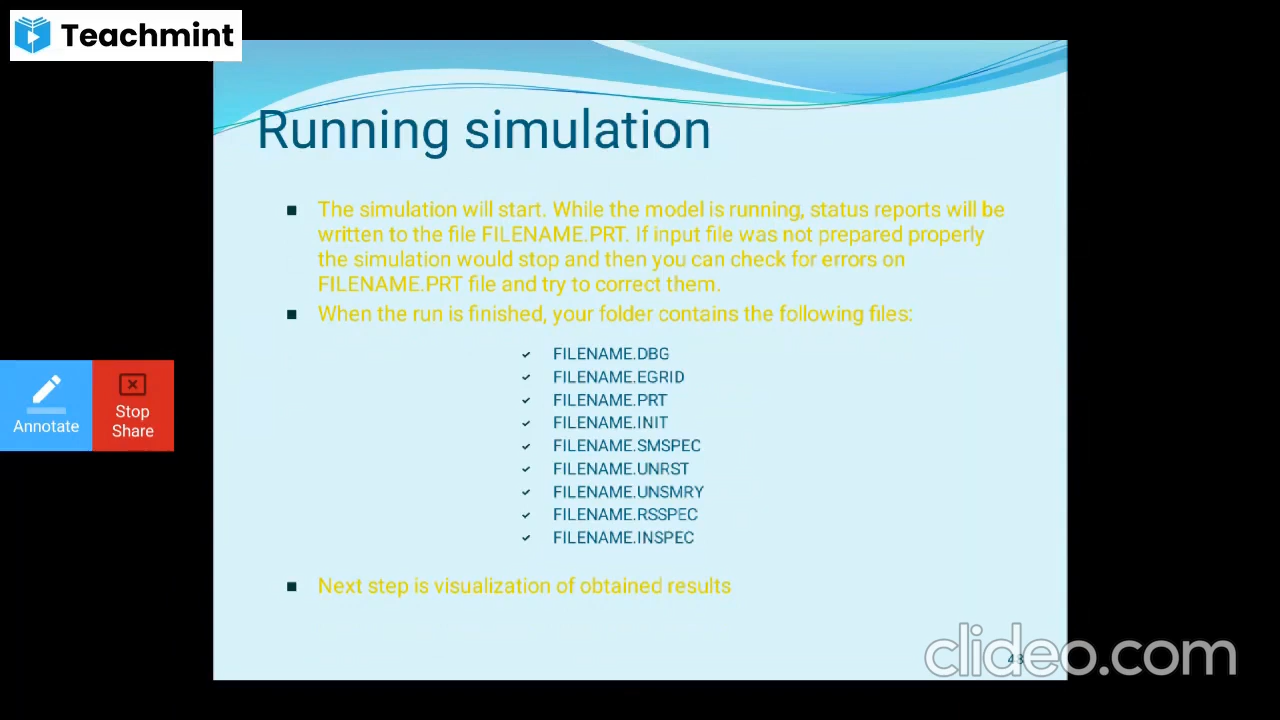 Teachmint
Running simulation
The simulation will start. While the model is running, status reports will be
written to the file FILENAME.PRT. If input file was not prepared properly
the simulation would stop and then you can check for errors on
FILENAME.PRT file and try to correct them.
When the run is finished, your folder contains the following files:
FILENAME.DBG
FILENAME.EGRID
FILENAME.PRT
FILENAME.INIT
FILENAME.SMSPEC
FILENAME.UNRST
FILENAME.UNSMRY
FILENAME.RSSPEC
FILENAME.INSPEC
Annotate
Stop
Share
Next step is visualization of obtained results
clideo.com